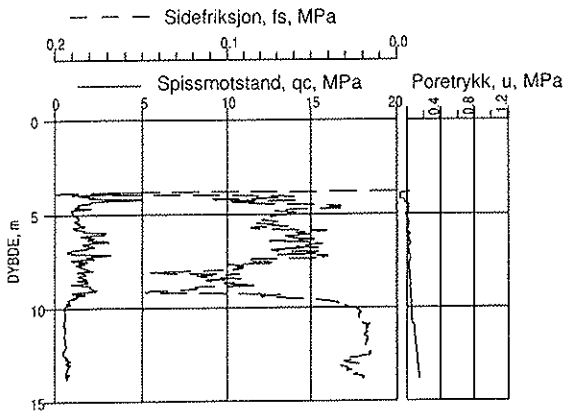 Sidefriksjon, fs, MPa
0,2 0,1 0,0
Spissmotstand, qc, MPa Poretrykk, u, MPa
0 5 10 15 20 0,4 0,8 1,2
0
5
10
15
DYBDE, m